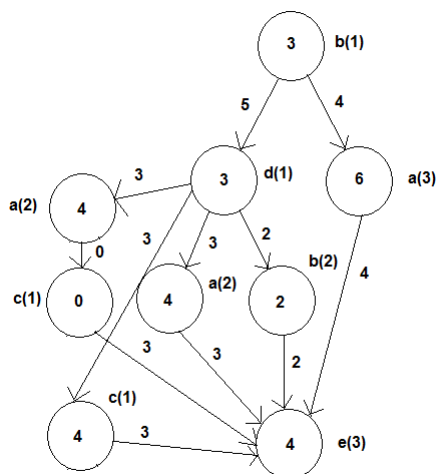 3 b(1)
5 4
3 d(1) 6 a(3)
3
a(2) 4
3 3 2
0
4
b(2)
a(2)
c(1) 0 4 2
3 3 2
c(1)
4 3 4 e(3)